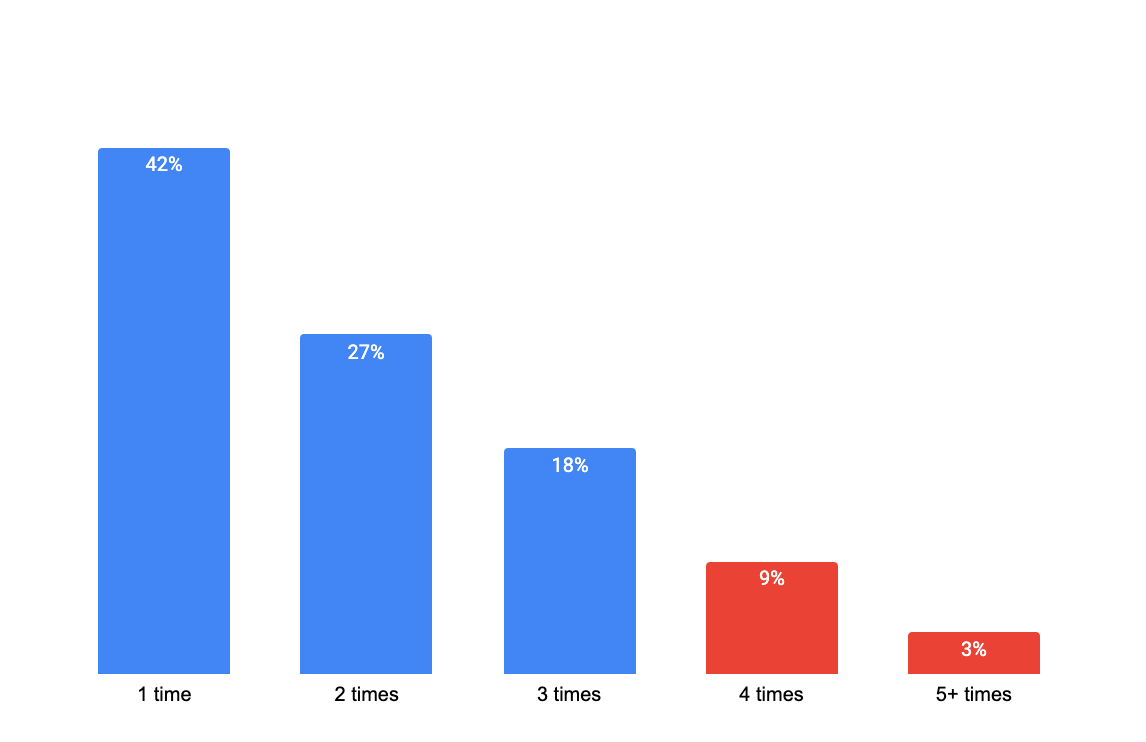 42%
27%
18%
9%
3%
1 time
2 times
3 times
4 times
5+ times